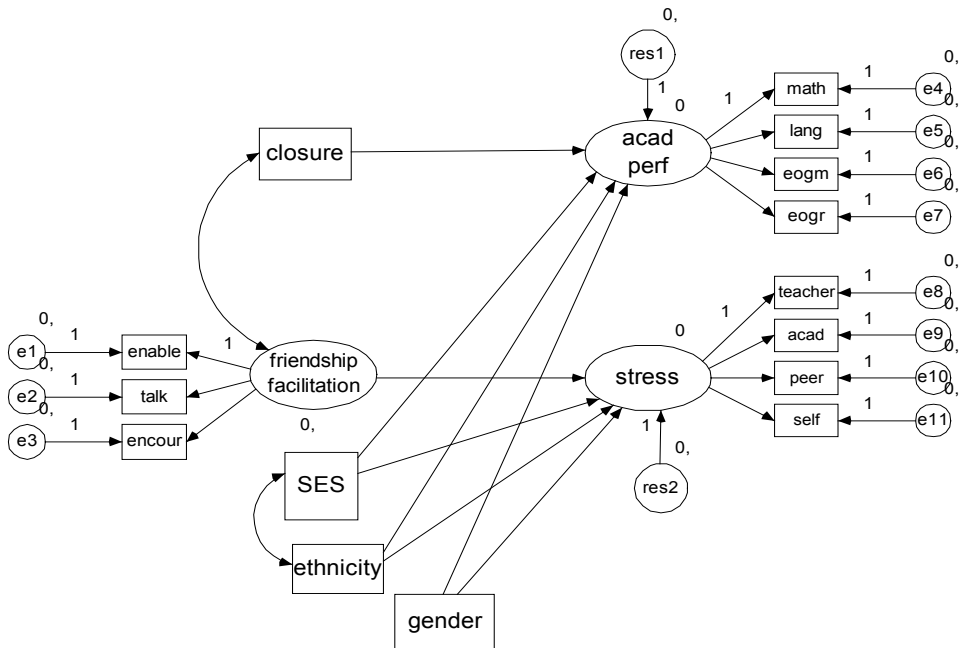 0,
res1
1
0
acad
perf
closure
1
math
1
0,
e4
lang
1
0,
e5
eogm
1
0,
e6
eogr
1
0,
e7
0,
e1
1
enable
1
0,
e2
1
talk
0,
e3
1
encour
friendship
facilitation
0,
0
stress
1
teacher
1
0,
e8
acad
1
0,
e9
peer
1
0,
e10
self
1
0,
e11
1
0,
res2
SES
ethnicity
gender